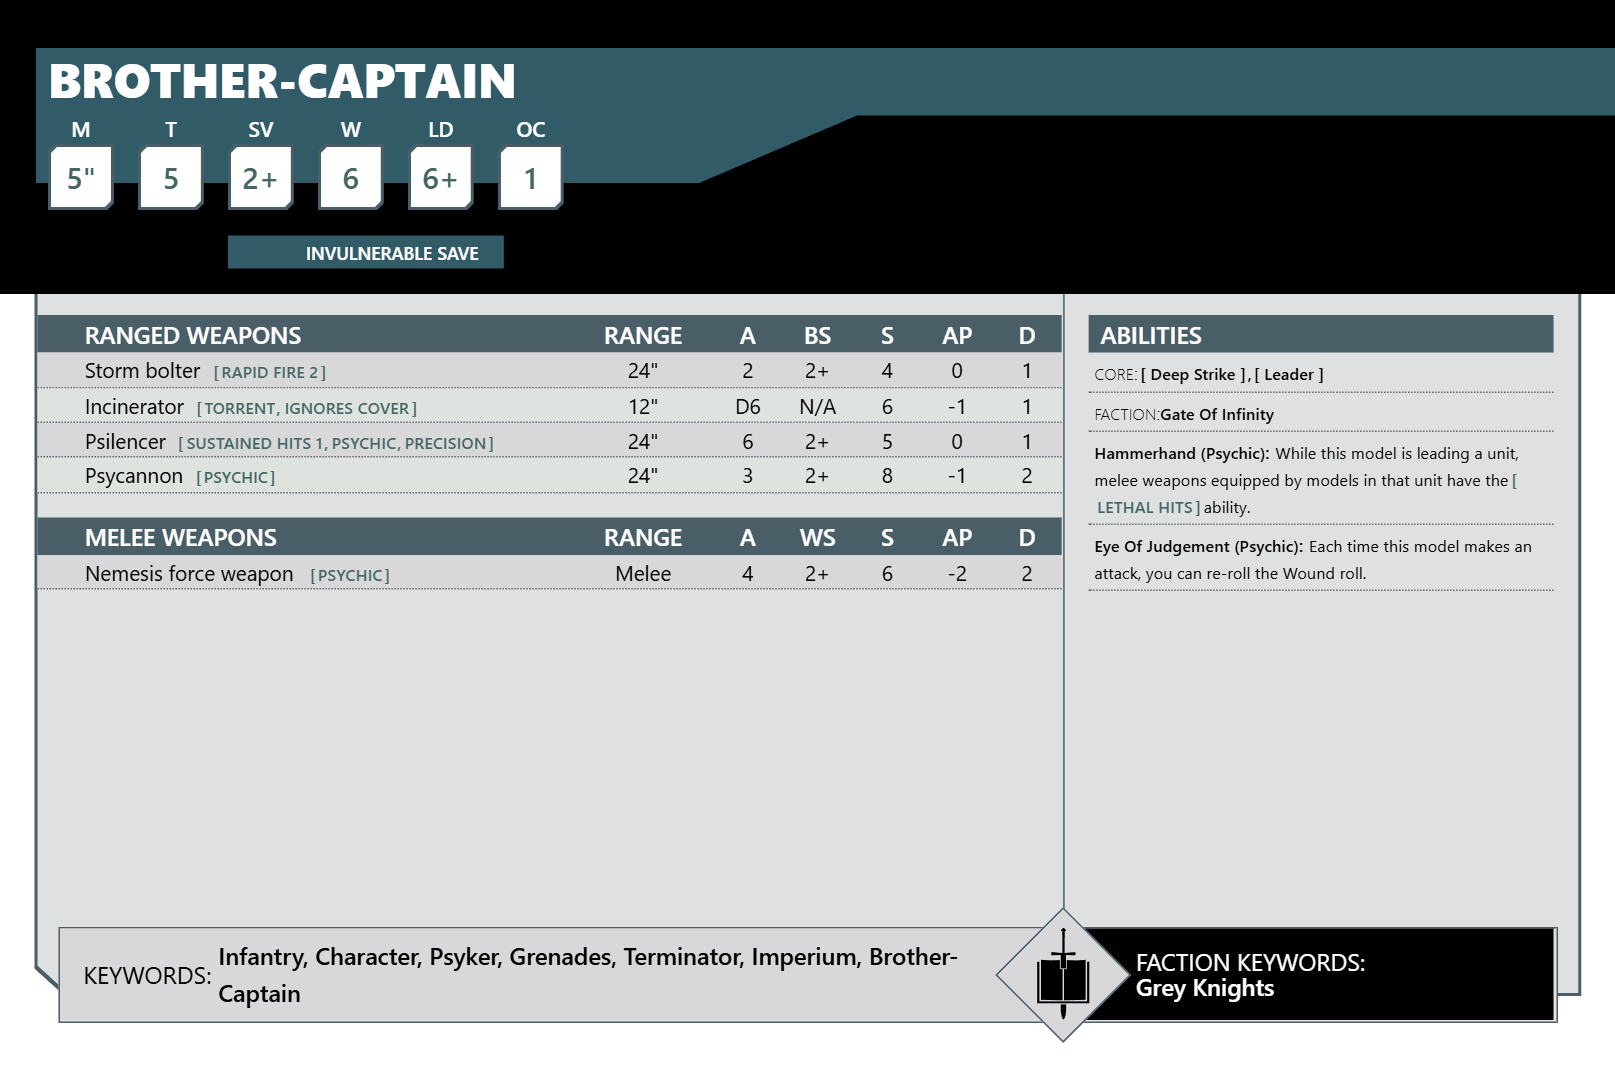 BROTHER-CAPTAIN
M T SV W LD OC
5" 5 2+ 6 6+ 1
INVULNERABLE SAVE
RANGED WEAPONS RANGE A BS S AP D
Storm bolter [RAPID FIRE 2] 24" 2 2+ 4 0 1
Incinerator [TORRENT, IGNORES COVER] 12" D6 N/A 6 -1 1
Psilencer [SUSTAINED HITS 1, PSYCHIC, PRECISION] 24" 6 2+ 5 0 1
Psycannon [PSYCHIC] 24" 3 2+ 8 -1 2
MELEE WEAPONS RANGE A WS S AP D
Nemesis force weapon [PSYCHIC] Melee 4 2+ 6 -2 2
ABILITIES
CORE: [ Deep Strike ],[ Leader ]
FACTION:Gate Of Infinity
Hammerhand (Psychic): While this model is leading a unit,
melee weapons equipped by models in that unit have the [
LETHAL HITS] ability.
Eye Of Judgement (Psychic): Each time this model makes an
attack, you can re-roll the Wound roll.
KEYWORDS: Infantry, Character, Psyker, Grenades, Terminator, Imperium, Brother-
Captain
FACTION KEYWORDS:
Grey Knights